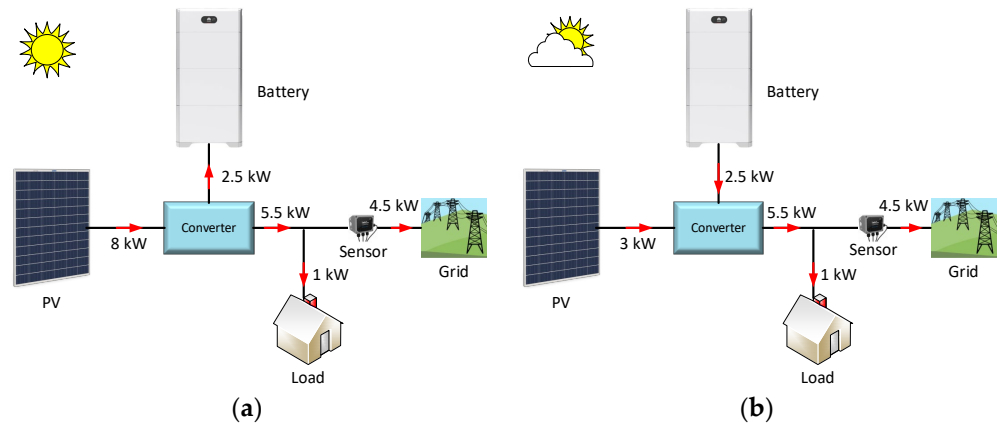 Battery
2.5 kW
5.5 kW
4.5 kW
Converter
8 kW
Sensor
Grid
PV
1 kW
Load
(a)
Battery
2.5 kW
5.5 kW
4.5 kW
Converter
3 kW
Sensor
Grid
PV
1 kW
Load
(b)